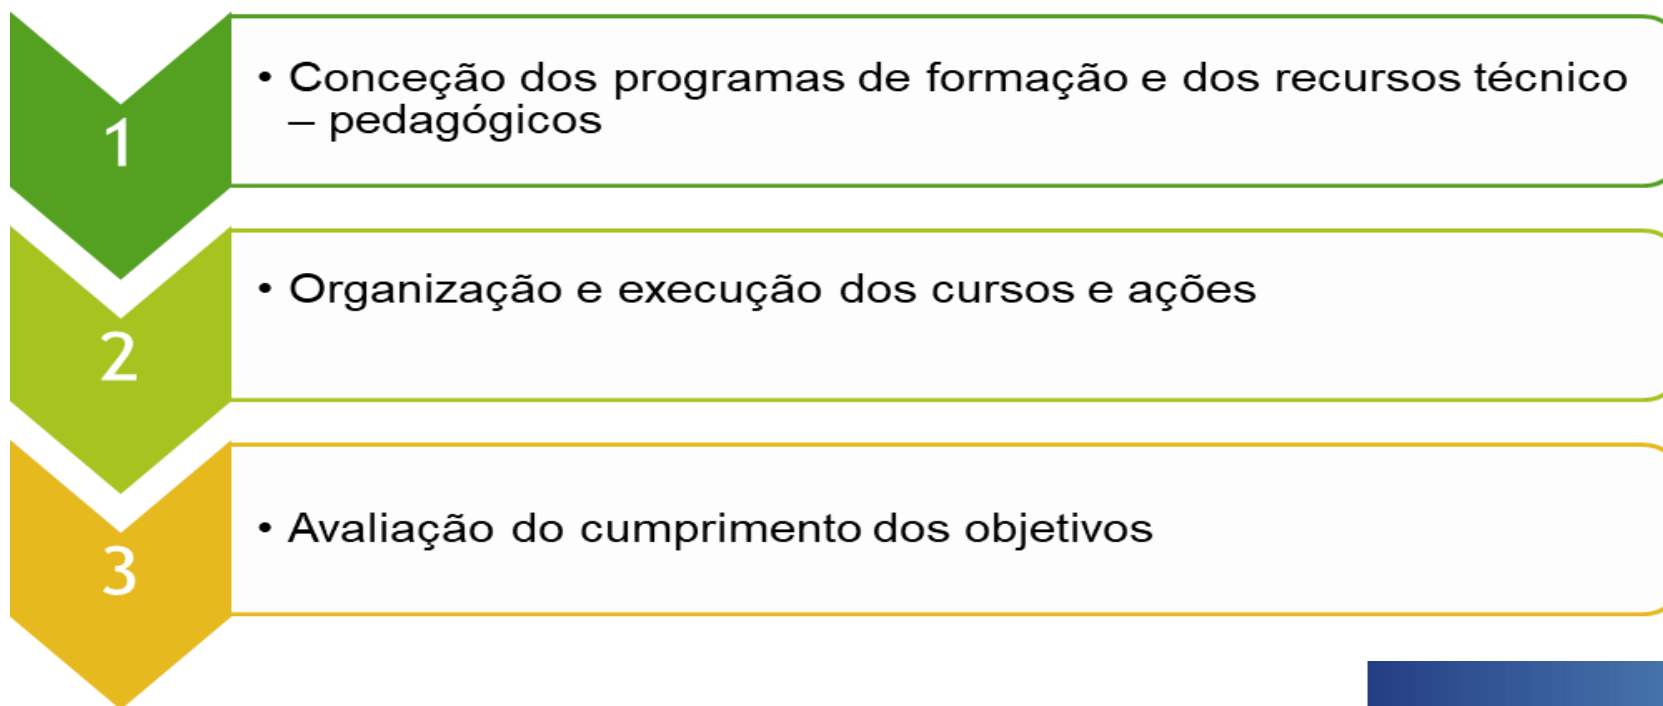 1
• Conceção dos programas de formação e dos recursos técnico
– pedagógicos
2
• Organização e execução dos cursos e ações
3
• Avaliação do cumprimento dos objetivos